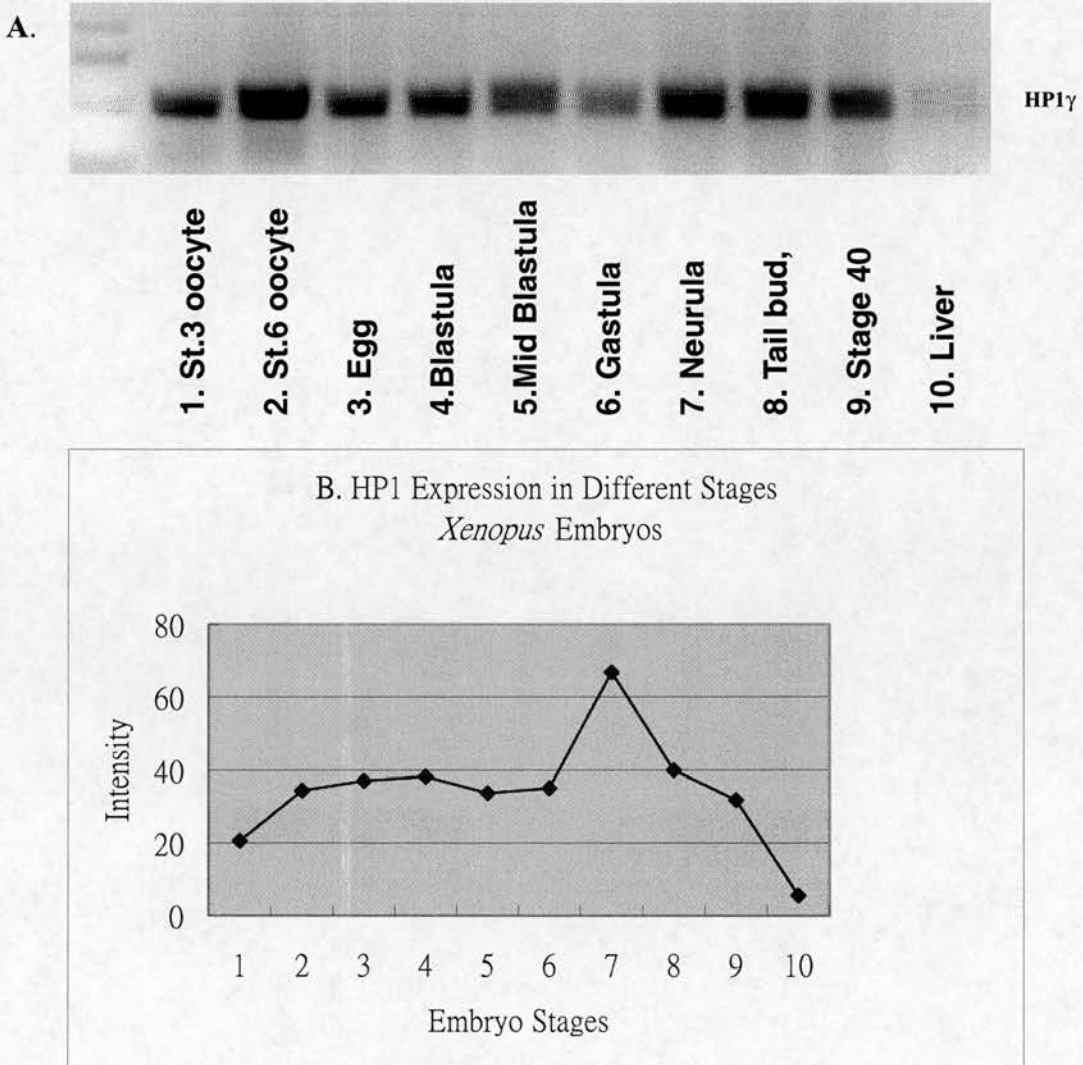 A.
HP1γ
1. St.3 oocyte
2. St.6 oocyte
3. Egg
4.Blastula
5.Mid Blastula
6. Gastula
7. Neurula
8. Tail bud,
9. Stage 40
10. Liver
B. HP1 Expression in Different Stages
Xenopus Embryos
80
60
40
20
0
Intensity
1 2 3 4 5 6 7 8 9 10
Embryo Stages